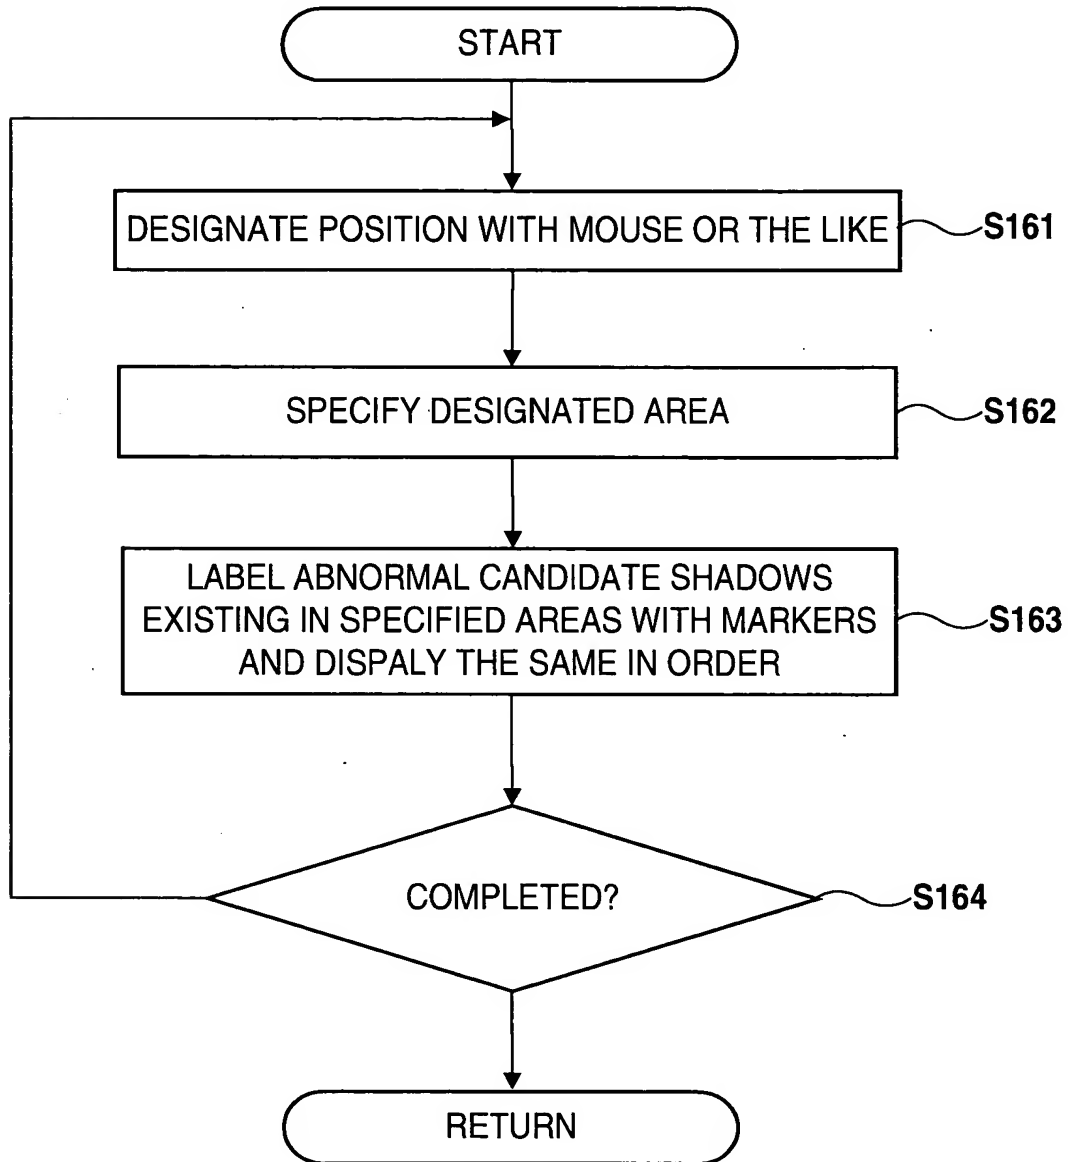 START
DESIGNATE POSITION WITH MOUSE OR THE LIKE
S161
SPECIFY DESIGNATED AREA
S162
LABEL ABNORMAL CANDIDATE SHADOWS
EXISTING IN SPECIFIED AREAS WITH MARKERS
AND DISPALY THE SAME IN ORDER
S163
COMPLETED?
S164
RETURN